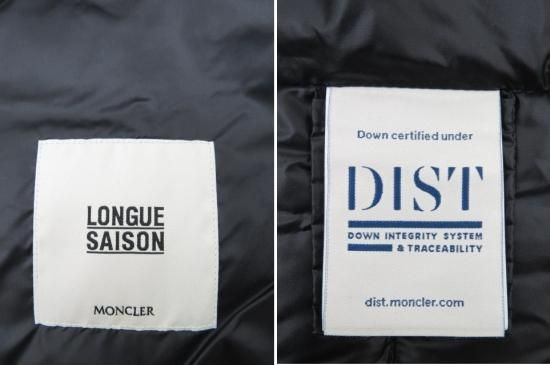 LONGUE
SAISON
MONCLER
Down certified under
DIST
DOWN INTEGRITY SYSTEM
& TRACEABILITY
dist.moncler.com